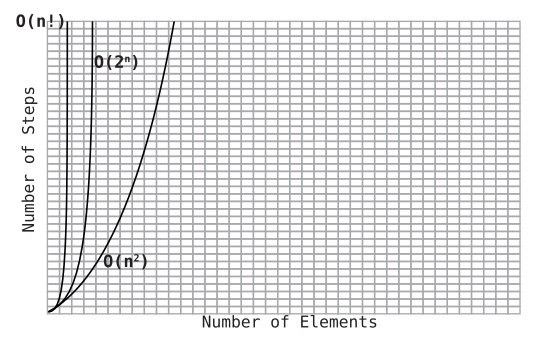 O(n!)
O(2ⁿ)
Number of Steps
O(n²)
Number of Elements